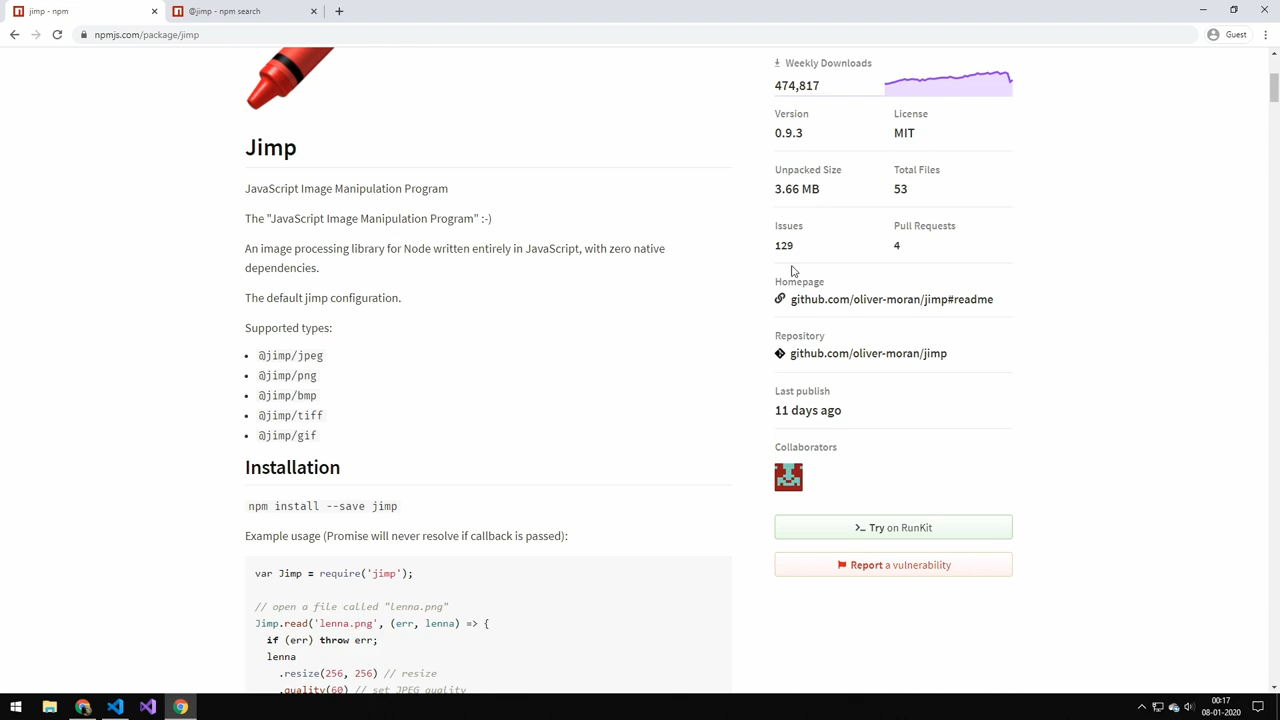 jimp - npm
@jimp - npm search
npmjs.com/package/jimp
Guest
Jimp
JavaScript Image Manipulation Program
The "JavaScript Image Manipulation Program" :-)
An image processing library for Node written entirely in JavaScript, with zero native
dependencies.
The default jimp configuration.
Supported types:
@jimp/jpeg
@jimp/png
@jimp/bmp
@jimp/tiff
@jimp/gif
Installation
npm install --save jimp
Example usage (Promise will never resolve if callback is passed):
var Jimp = require('jimp');
// open a file called "lenna.png"
Jimp.read('lenna.png', (err, lenna) => {
if (err) throw err;
lenna
.resize(256, 256) // resize
.quality(60) // set JPEG quality
Weekly Downloads
474,817
Version
License
0.9.3
MIT
Unpacked Size
Total Files
3.66 MB
53
Issues
Pull Requests
129
4
Homepage
github.com/oliver-moran/jimp#readme
Repository
github.com/oliver-moran/jimp
Last publish
11 days ago
Collaborators
Try on RunKit
Report a vulnerability
00:17
08-01-2020